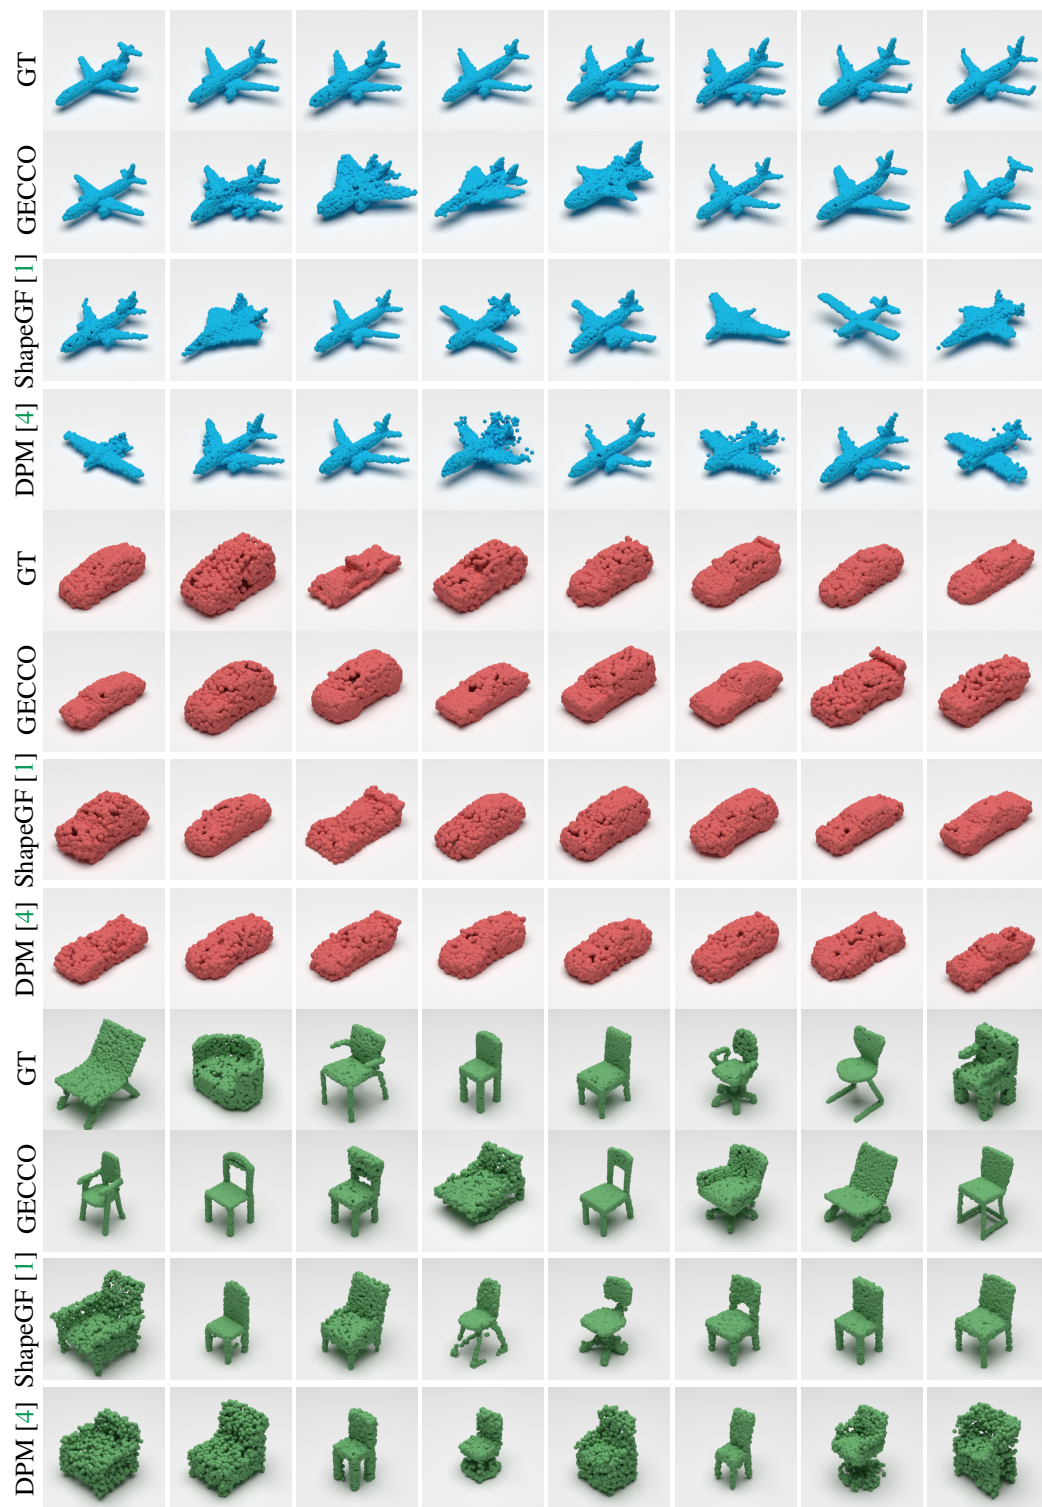 GT
GECCO
ShapeGF [1]
DPM [4]
GT
GECCO
ShapeGF [1]
DPM [4]
GT
GECCO
ShapeGF [1]
DPM [4]